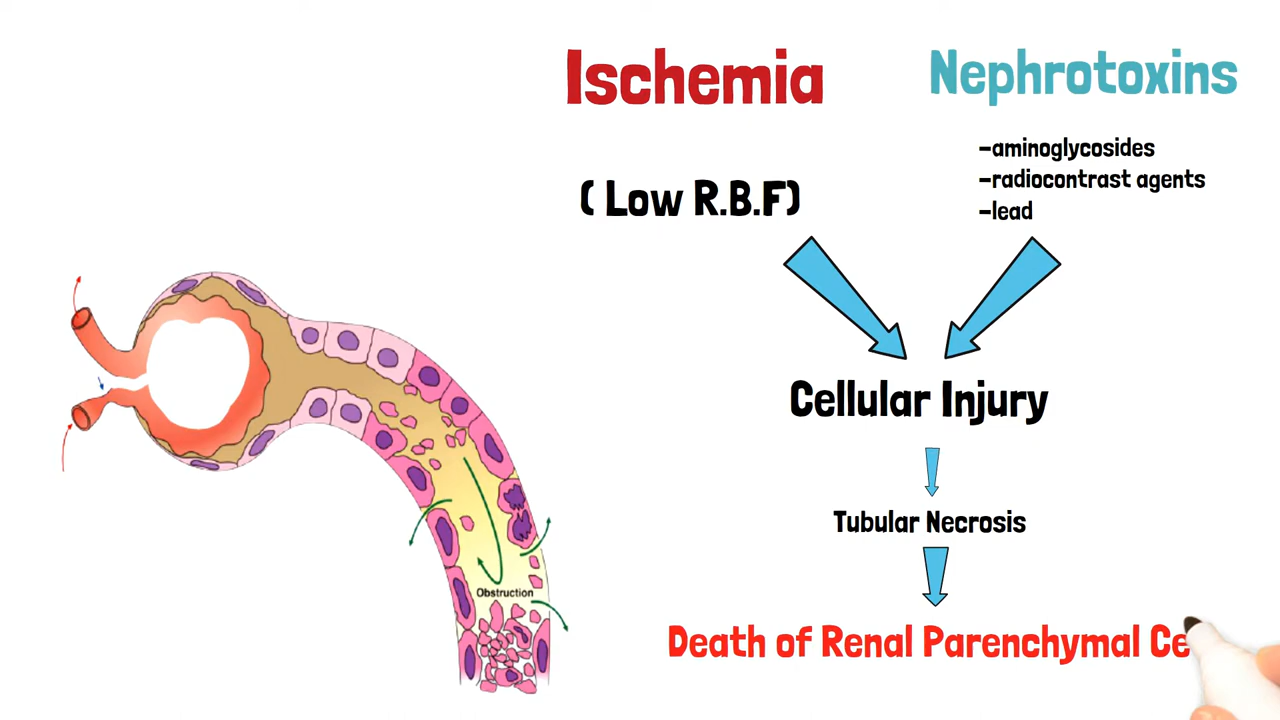 Ischemia
Nephrotoxins
-aminoglycosides
-radiocontrast agents
-lead
( Low R.B.F)
Cellular Injury
Tubular Necrosis
Obstruction
Death of Renal Parenchymal Ce